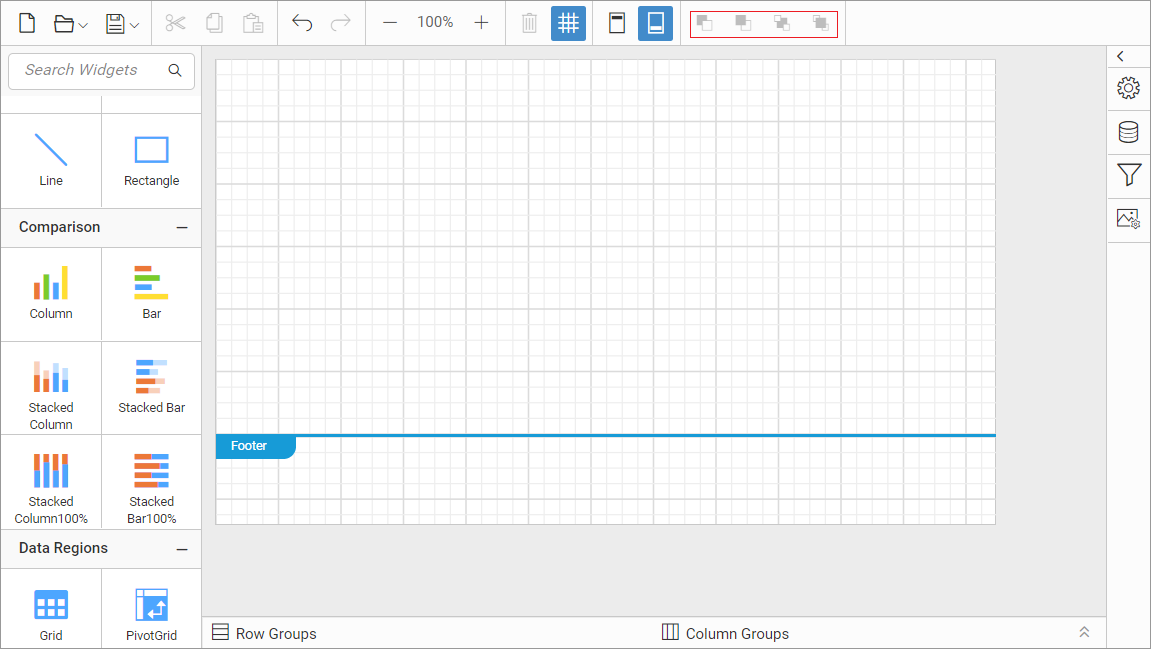 100%
Search Widgets
Line
Rectangle
Comparison
Column
Bar
Stacked
Column
Stacked Bar
Stacked
Column100%
Stacked
Bar100%
Data Regions
Grid
PivotGrid
Footer
Row Groups
Column Groups